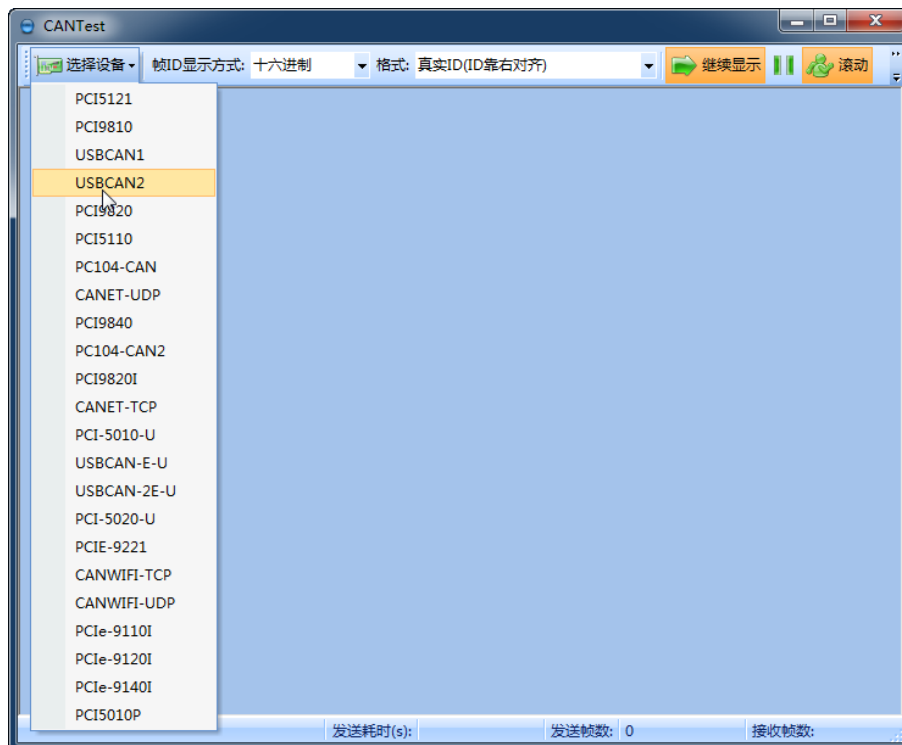 CANTest
选择设备 帧ID显示方式: 十六进制 格式: 真实ID(ID靠右对齐) 继续显示 滚动
PCI5121
PCI9810
USBCAN1
USBCAN2
PCI9820
PCI5110
PC104-CAN
CANET-UDP
PCI9840
PC104-CAN2
PCI9820I
CANET-TCP
PCI-5010-U
USBCAN-E-U
USBCAN-2E-U
PCI-5020-U
PCIE-9221
CANWIFI-TCP
CANWIFI-UDP
PCIe-9110I
PCIe-9120I
PCIe-9140I
PCI5010P
发送耗时(s): 发送帧数: 0 接收帧数: